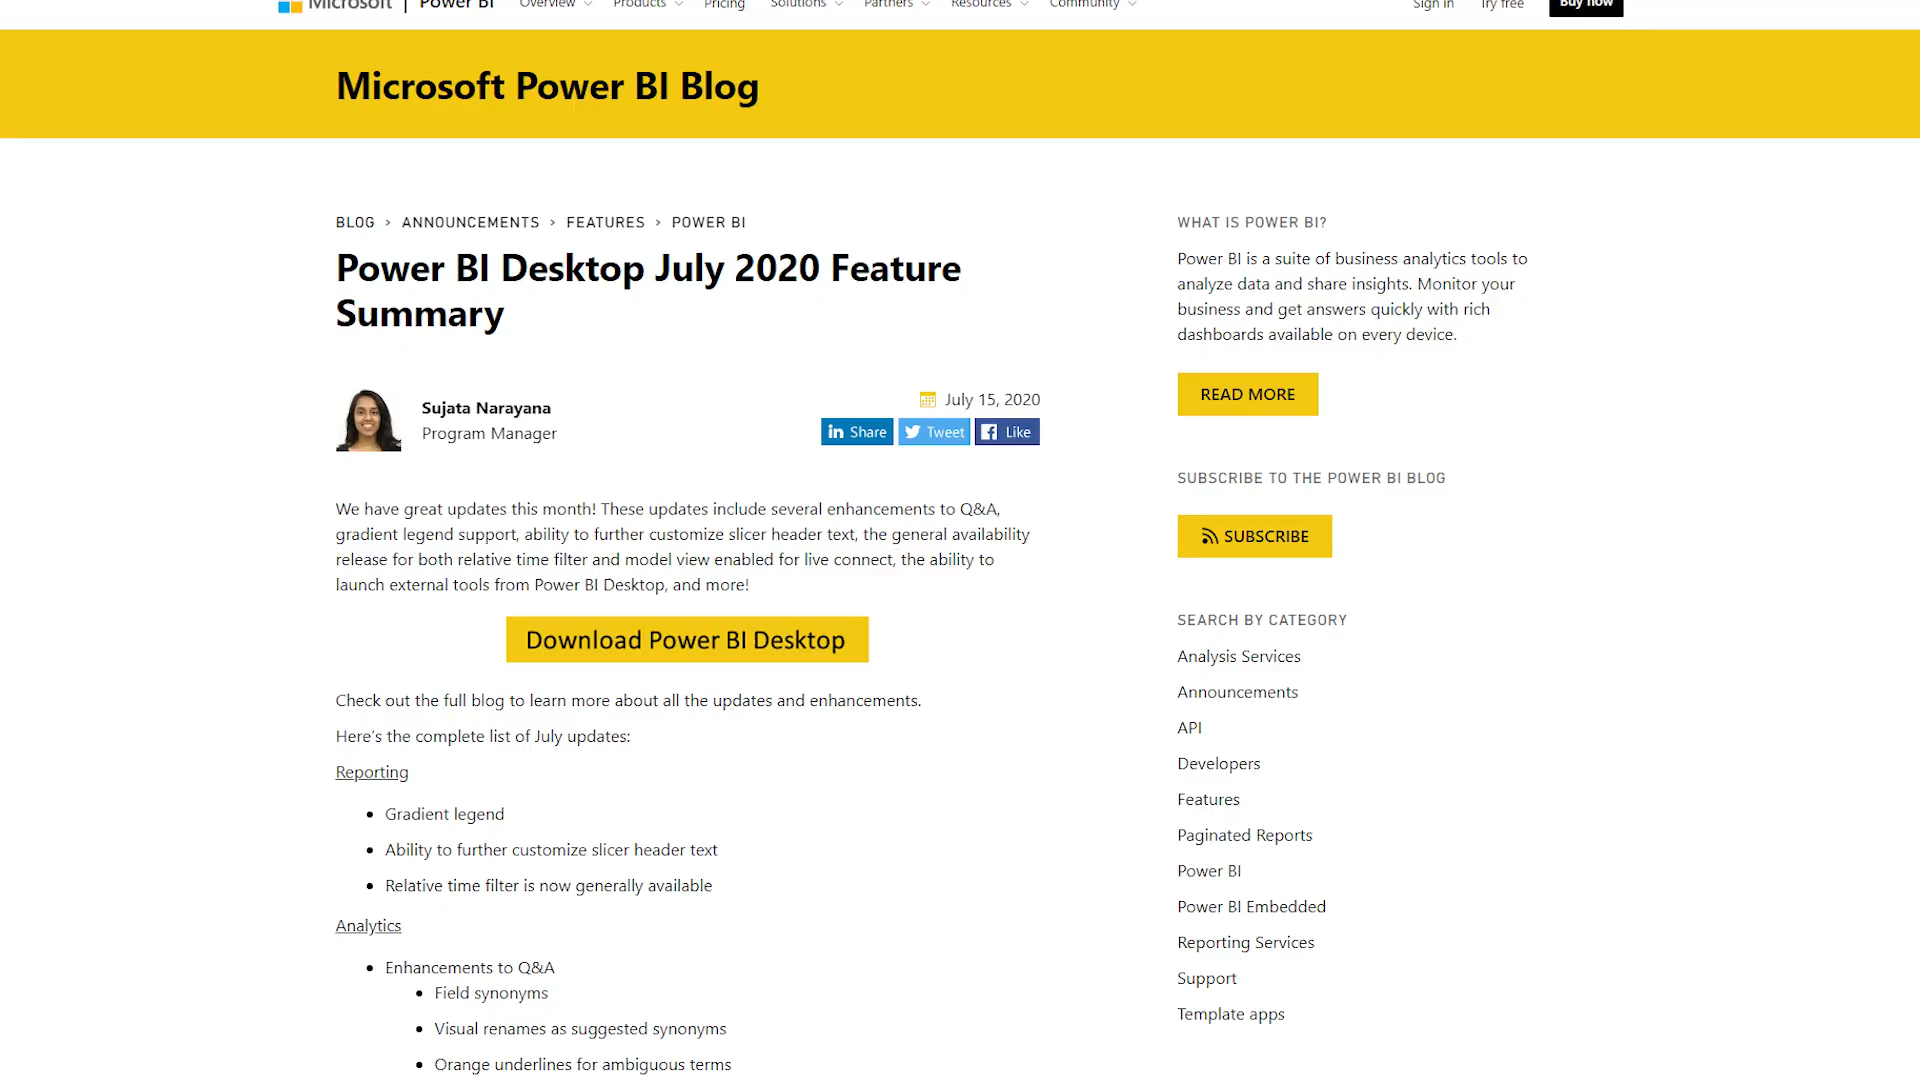 Microsoft | Power BI Overview Products Pricing Solutions Partners Resources Community Sign in Try free Buy now
Microsoft Power BI Blog
BLOG › ANNOUNCEMENTS › FEATURES › POWER BI
Power BI Desktop July 2020 Feature
Summary
Sujata Narayana
Program Manager
July 15, 2020
in Share Tweet Like
We have great updates this month! These updates include several enhancements to Q&A,
gradient legend support, ability to further customize slicer header text, the general availability
release for both relative time filter and model view enabled for live connect, the ability to
launch external tools from Power BI Desktop, and more!
Download Power BI Desktop
Check out the full blog to learn more about all the updates and enhancements.
Here’s the complete list of July updates:
Reporting
• Gradient legend
• Ability to further customize slicer header text
• Relative time filter is now generally available
Analytics
• Enhancements to Q&A
• Field synonyms
• Visual renames as suggested synonyms
• Orange underlines for ambiguous terms
WHAT IS POWER BI?
Power BI is a suite of business analytics tools to
analyze data and share insights. Monitor your
business and get answers quickly with rich
dashboards available on every device.
READ MORE
SUBSCRIBE TO THE POWER BI BLOG
SUBSCRIBE
SEARCH BY CATEGORY
Analysis Services
Announcements
API
Developers
Features
Paginated Reports
Power BI
Power BI Embedded
Reporting Services
Support
Template apps